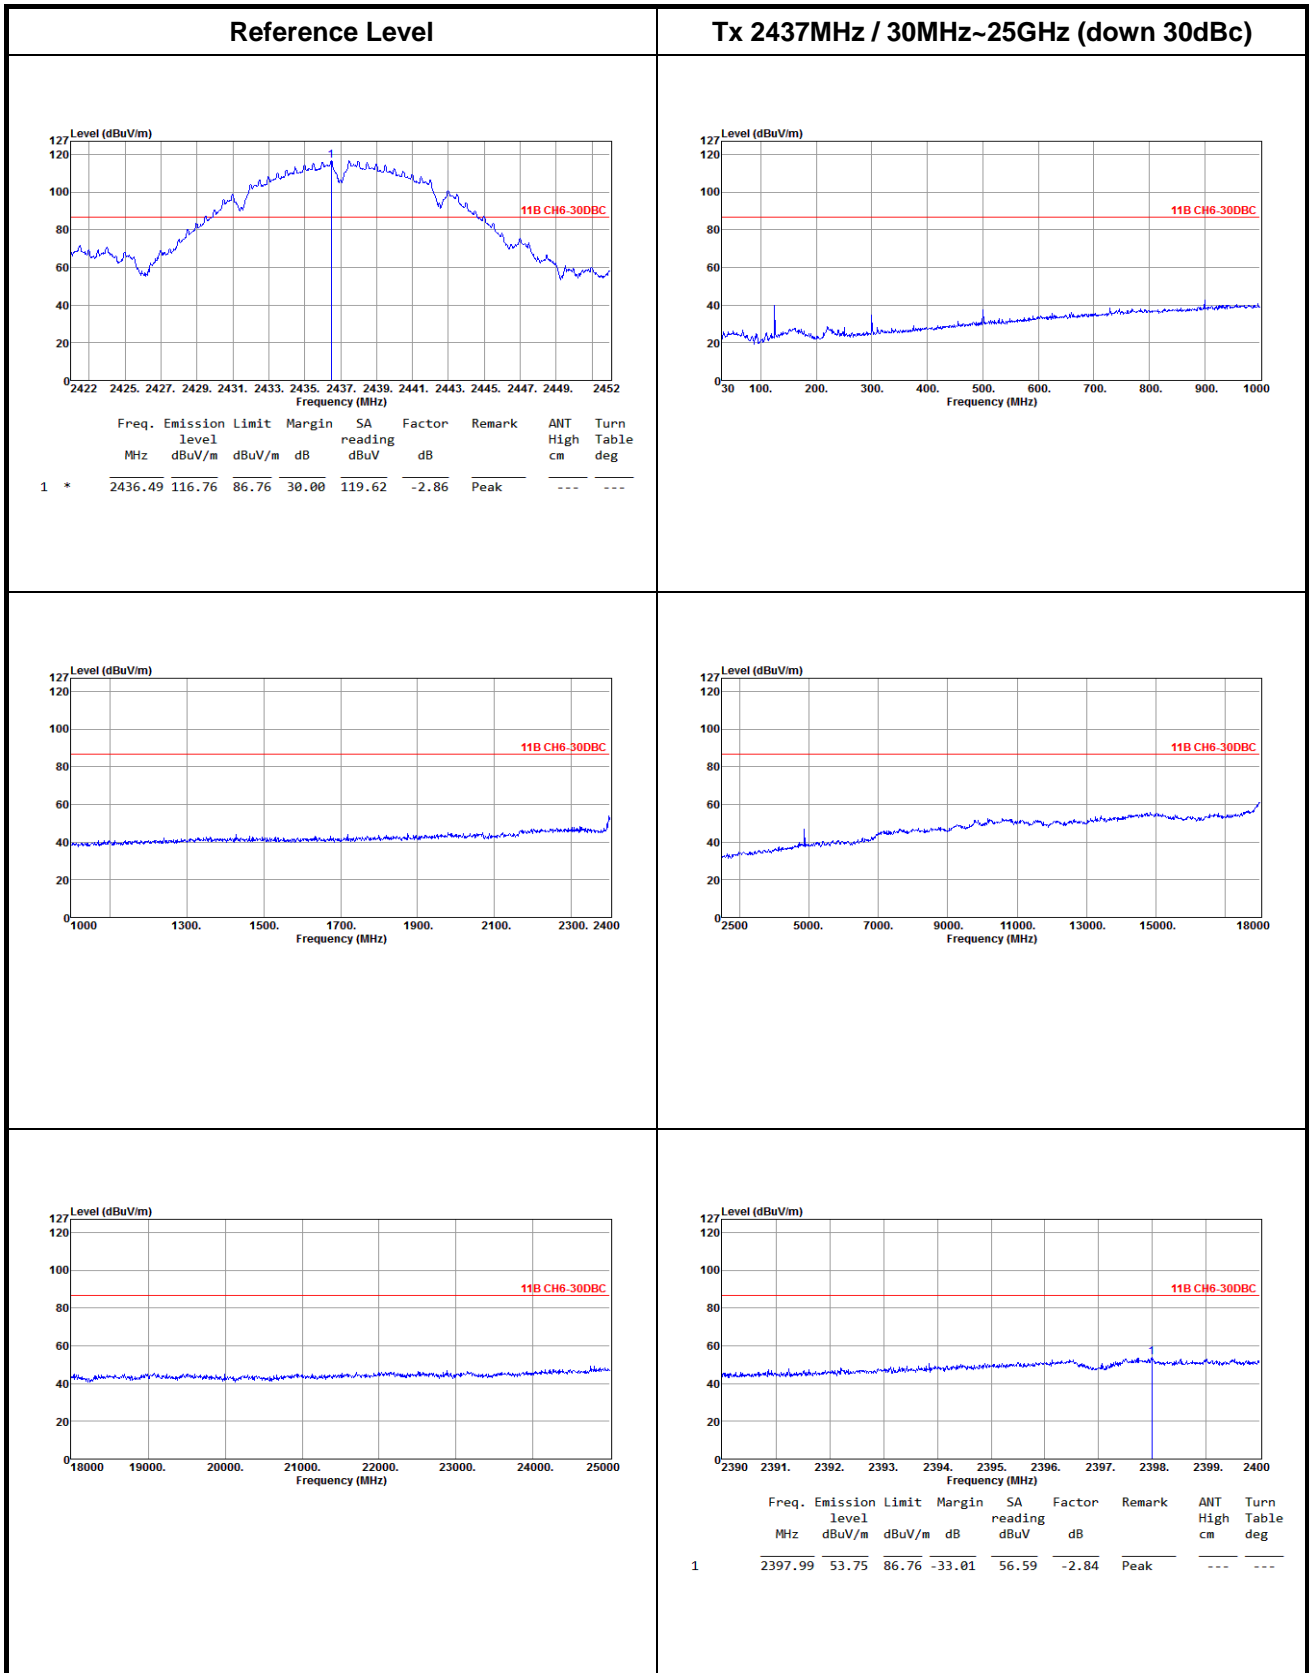 Reference Level
Tx 2437MHz / 30MHz~25GHz (down 30dBc)
Level (dBuV/m)
127
120
100
80
60
40
20
0
1
11B CH6-30DBC
2422 2425. 2427. 2429. 2431. 2433. 2435. 2437. 2439. 2441. 2443. 2445. 2447. 2449. 2452
Frequency (MHz)
Freq. Emission Limit Margin SA Factor Remark ANT Turn
level reading High Table
MHz dBuV/m dBuV/m dB dBuV dB cm deg
1 * 2436.49 116.76 86.76 30.00 119.62 -2.86 Peak --- ---
Level (dBuV/m)
127
120
100
80
60
40
20
0
11B CH6-30DBC
30 100. 200. 300. 400. 500. 600. 700. 800. 900. 1000
Frequency (MHz)
Level (dBuV/m)
127
120
100
80
60
40
20
0
11B CH6-30DBC
1000 1300. 1500. 1700. 1900. 2100. 2300. 2400
Frequency (MHz)
Level (dBuV/m)
127
120
100
80
60
40
20
0
11B CH6-30DBC
2500 5000. 7000. 9000. 11000. 13000. 15000. 18000
Frequency (MHz)
Level (dBuV/m)
127
120
100
80
60
40
20
0
11B CH6-30DBC
18000 19000. 20000. 21000. 22000. 23000. 24000. 25000
Frequency (MHz)
Level (dBuV/m)
127
120
100
80
60
40
20
0
11B CH6-30DBC
1
2390 2391. 2392. 2393. 2394. 2395. 2396. 2397. 2398. 2399. 2400
Frequency (MHz)
Freq. Emission Limit Margin SA Factor Remark ANT Turn
level reading High Table
MHz dBuV/m dBuV/m dB dBuV dB cm deg
1 2397.99 53.75 86.76 -33.01 56.59 -2.84 Peak --- ---